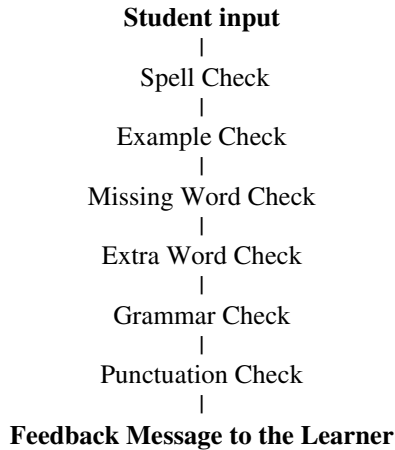 Student input
Spell Check
Example Check
Missing Word Check
Extra Word Check
Grammar Check
Punctuation Check
Feedback Message to the Learner